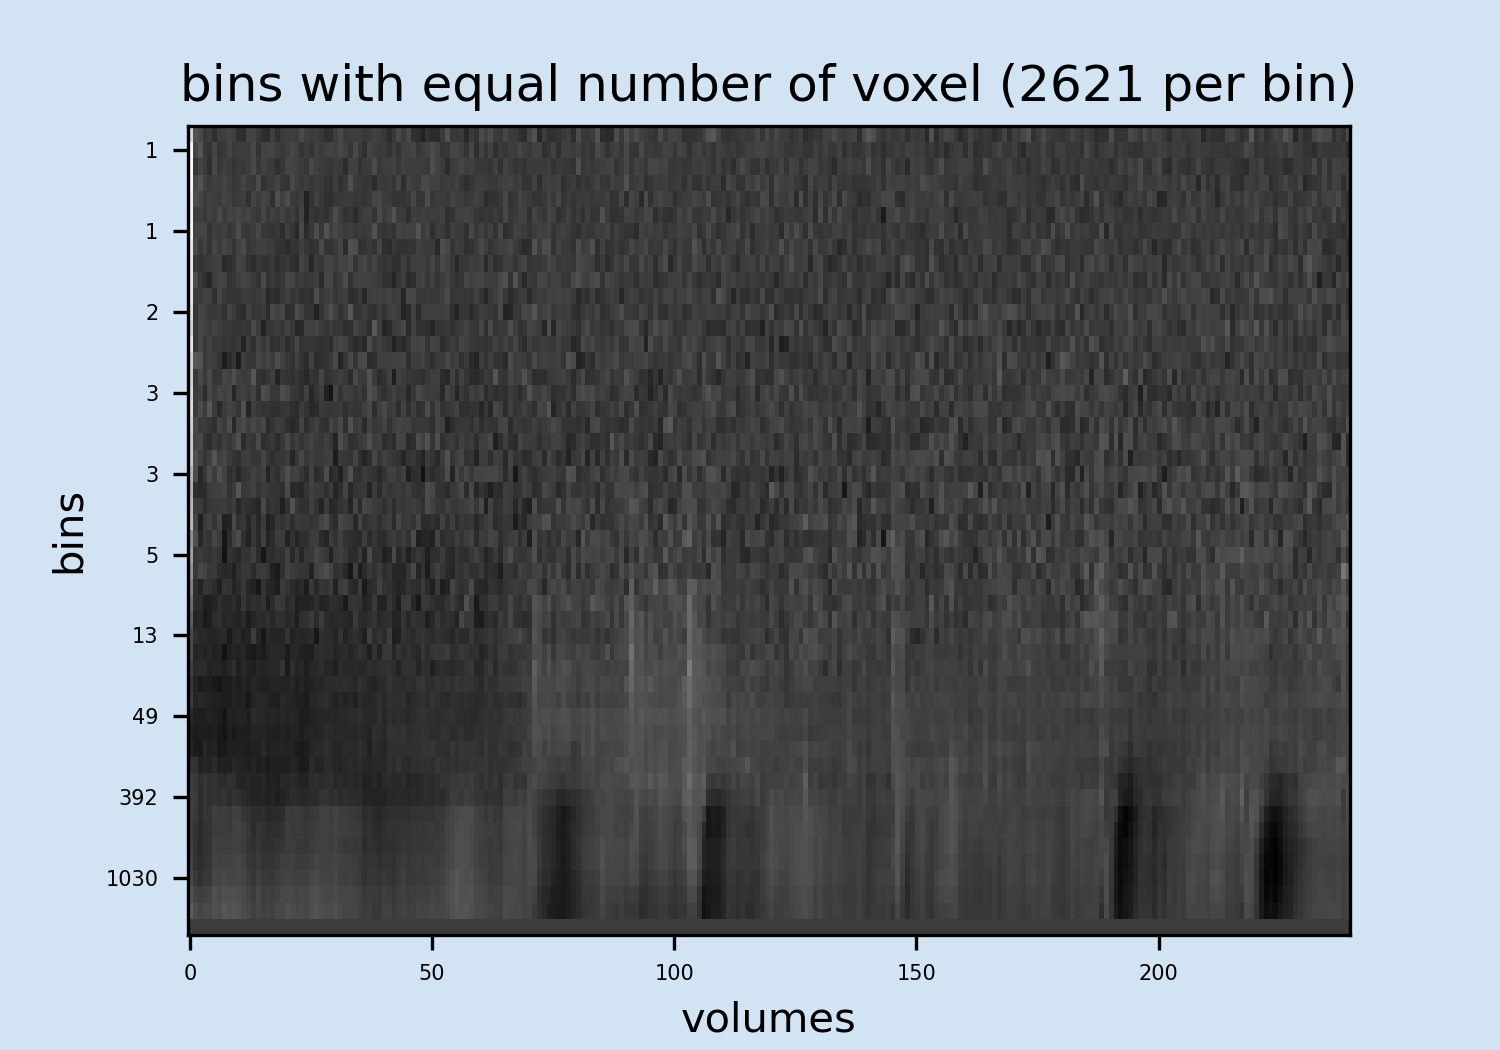 bins with equal number of voxel (2621 per bin)
1
1
2
3
3
5
13
49
392
1030
bins
0 50 100 150 200
volumes